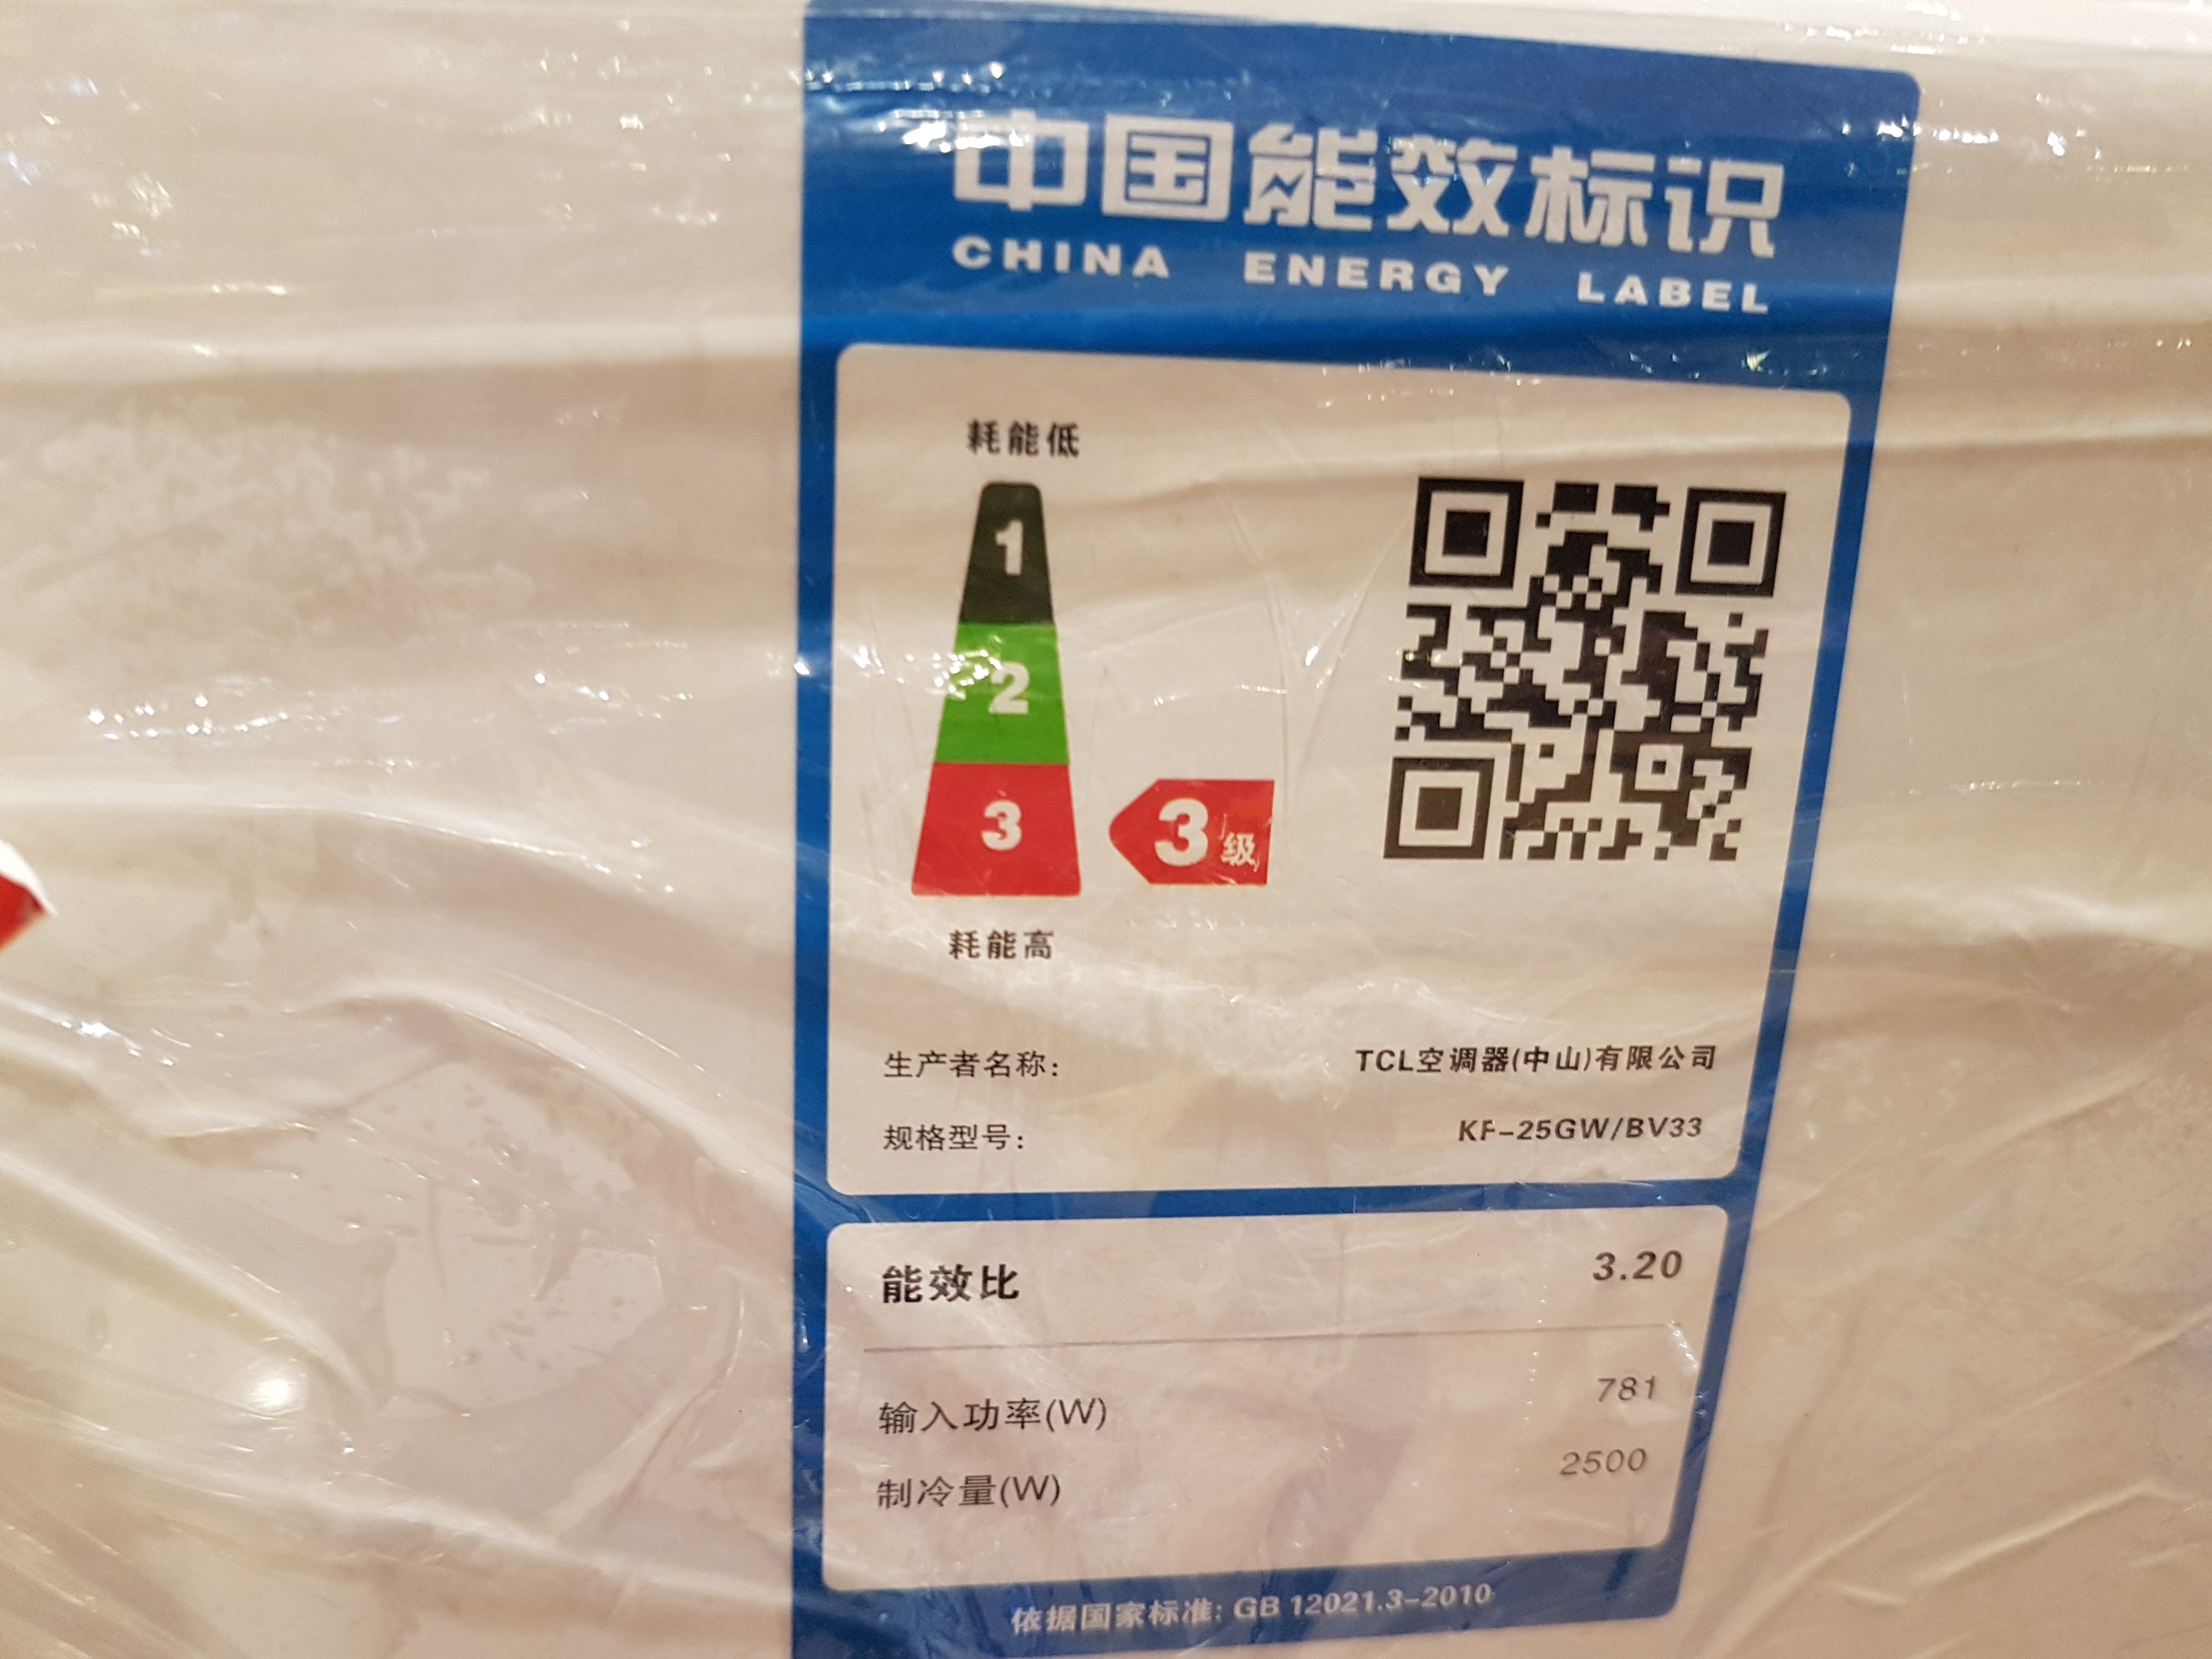 中国能效标识
CHINA ENERGY LABEL
耗能低
1
2
3
3级
耗能高
生产者名称: TCL空调器(中山)有限公司
规格型号: KF-25GW/BV33
能效比 3.20
输入功率(W) 781
制冷量(W) 2500
依据国家标准: GB 12021.3-2010